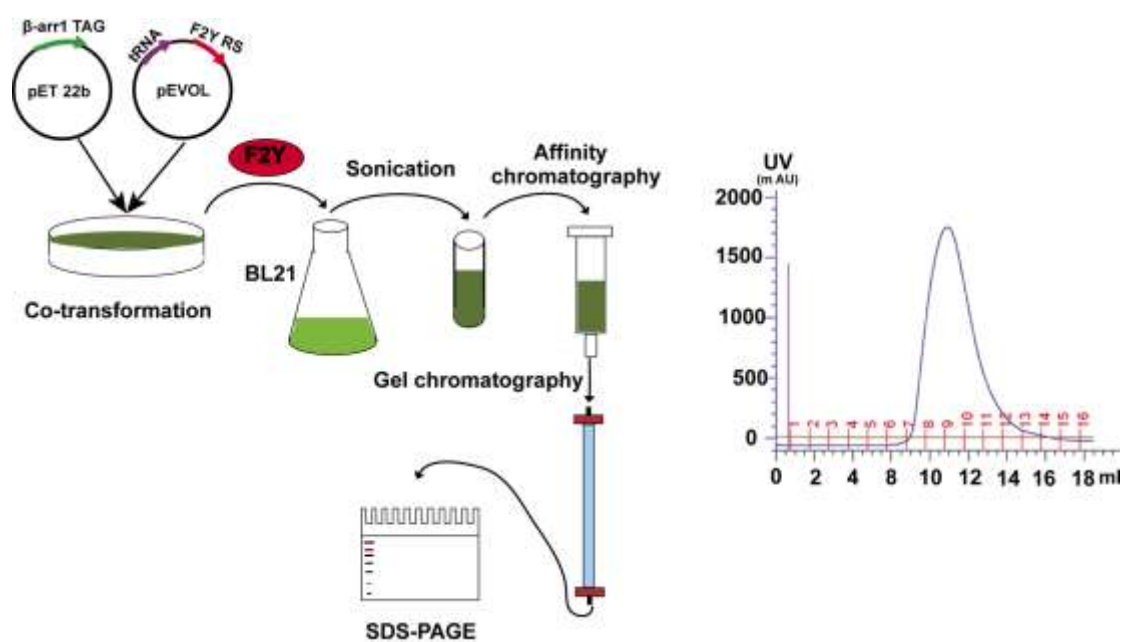 β-arr1 TAG
pET 22b
tRNA
F2Y RS
pEVOL
Co-transformation
F2Y
BL21
Sonication
Affinity
chromatography
Gel chromatography
SDS-PAGE
UV
(m AU)
2000
1500
1000
500
0
1 2 3 4 5 6 7 8 9 10 11 12 13 14 15 16
0 2 4 6 8 10 12 14 16 18 ml